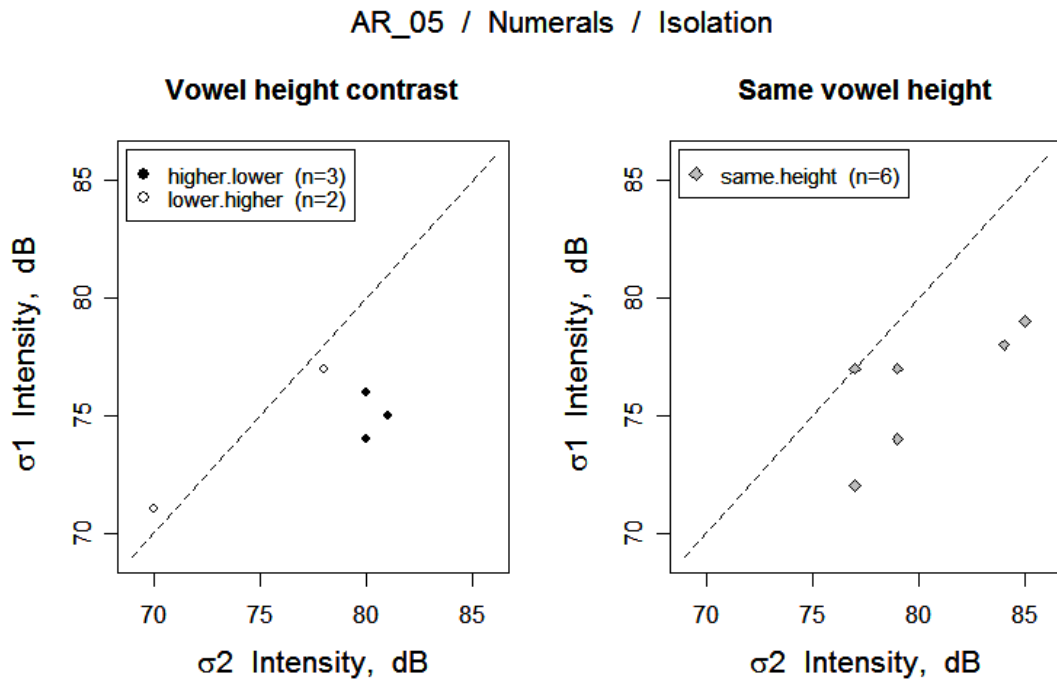 AR_05 / Numerals / Isolation
Vowel height contrast
higher.lower (n=3)
lower.higher (n=2)
85
80
75
70
σ1 Intensity, dB
70 75 80 85
σ2 Intensity, dB
Same vowel height
same.height (n=6)
85
80
75
70
σ1 Intensity, dB
70 75 80 85
σ2 Intensity, dB